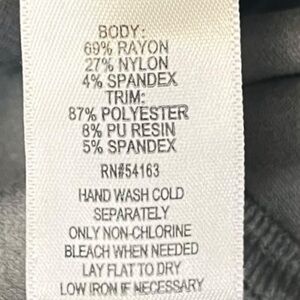 BODY:
69% RAYON
27% NYLON
4% SPANDEX
TRIM:
87% POLYESTER
8% PU RESIN
5% SPANDEX
RN#54163
HAND WASH COLD
SEPARATELY
ONLY NON-CHLORINE
BLEACH WHEN NEEDED
LAY FLAT TO DRY
LOW IRON IF NECESSARY